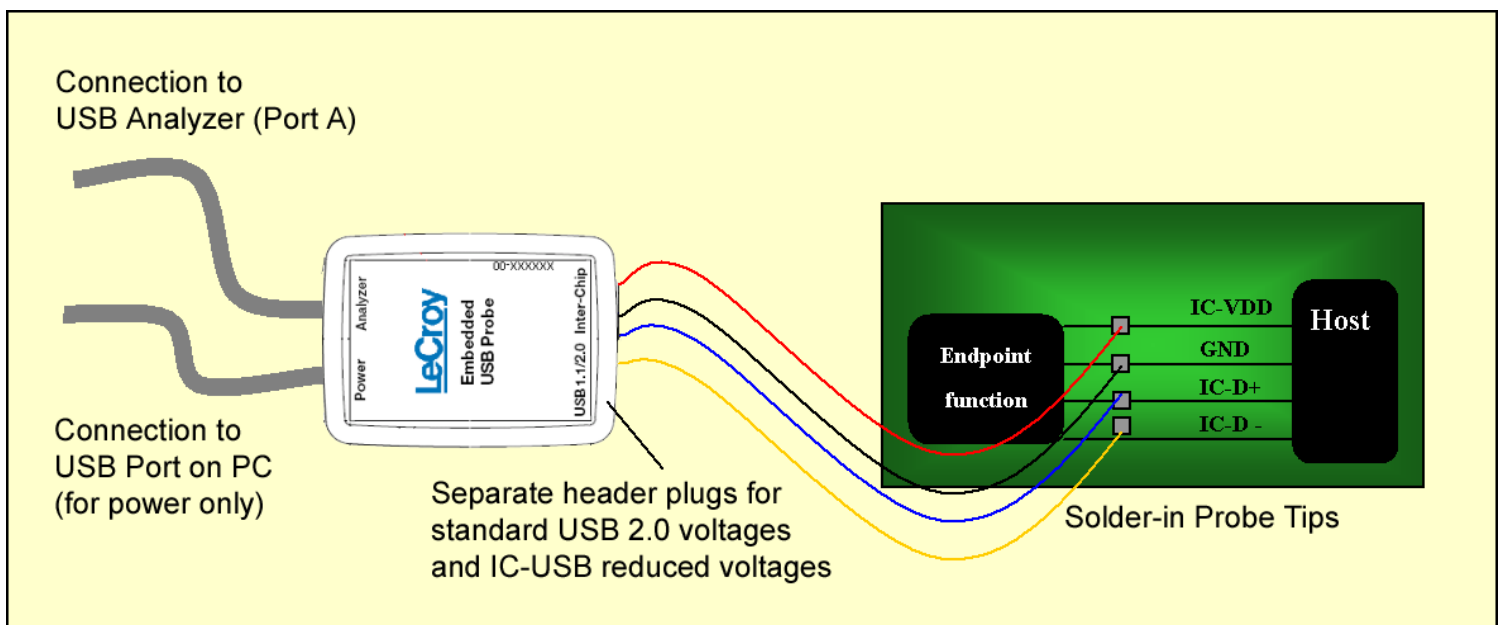 Connection to
USB Analyzer (Port A)
Connection to
USB Port on PC
(for power only)
Analyzer
Power
LeCroy
Embedded
USB Probe
00-XXXXXX
USB 1.1/2.0 Inter-Chip
Separate header plugs for
standard USB 2.0 voltages
and IC-USB reduced voltages
Endpoint
function
IC-VDD
GND
IC-D+
IC-D -
Host
Solder-in Probe Tips